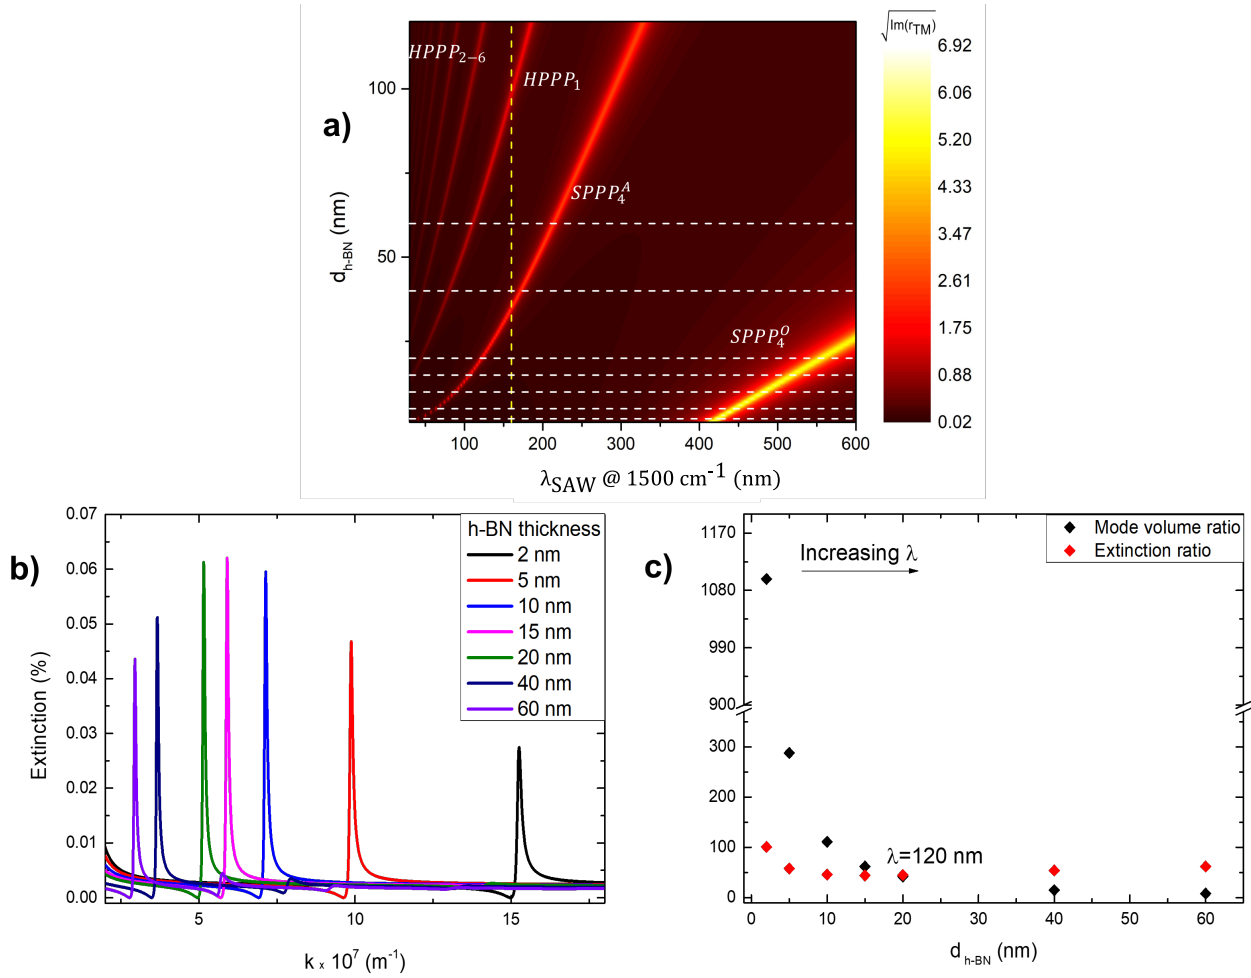 a)
√Im(r_TM)
6.92
6.06
5.20
4.33
3.47
2.61
1.75
0.88
0.02
HPPP₂₋₆
HPPP₁
SPPP₄ᴬ
SPPP₄ᴼ
d_h-BN (nm)
100
50
100 200 300 400 500 600
λ_SAW @ 1500 cm⁻¹ (nm)
b)
Extinction (%)
0.07
0.06
0.05
0.04
0.03
0.02
0.01
0.00
5 10 15
k × 10⁷ (m⁻¹)
h-BN thickness
2 nm
5 nm
10 nm
15 nm
20 nm
40 nm
60 nm
c)
1170
1080
990
900
300
200
100
0
Mode volume ratio
Extinction ratio
Increasing λ
λ=120 nm
0 10 20 30 40 50 60
d_h-BN (nm)